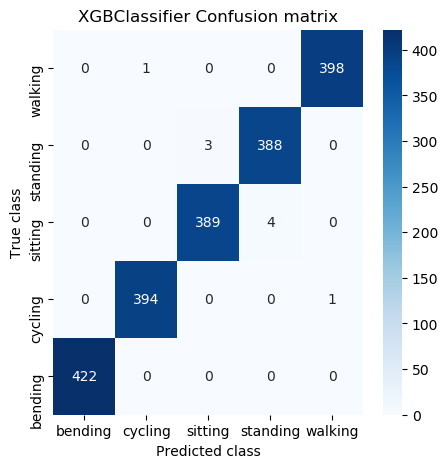 XGBClassifier Confusion matrix
True class
walking 0 1 0 0 398
standing 0 0 3 388 0
sitting 0 0 389 4 0
cycling 0 394 0 0 1
bending 422 0 0 0 0
bending cycling sitting standing walking
Predicted class
400
350
300
250
200
150
100
50
0